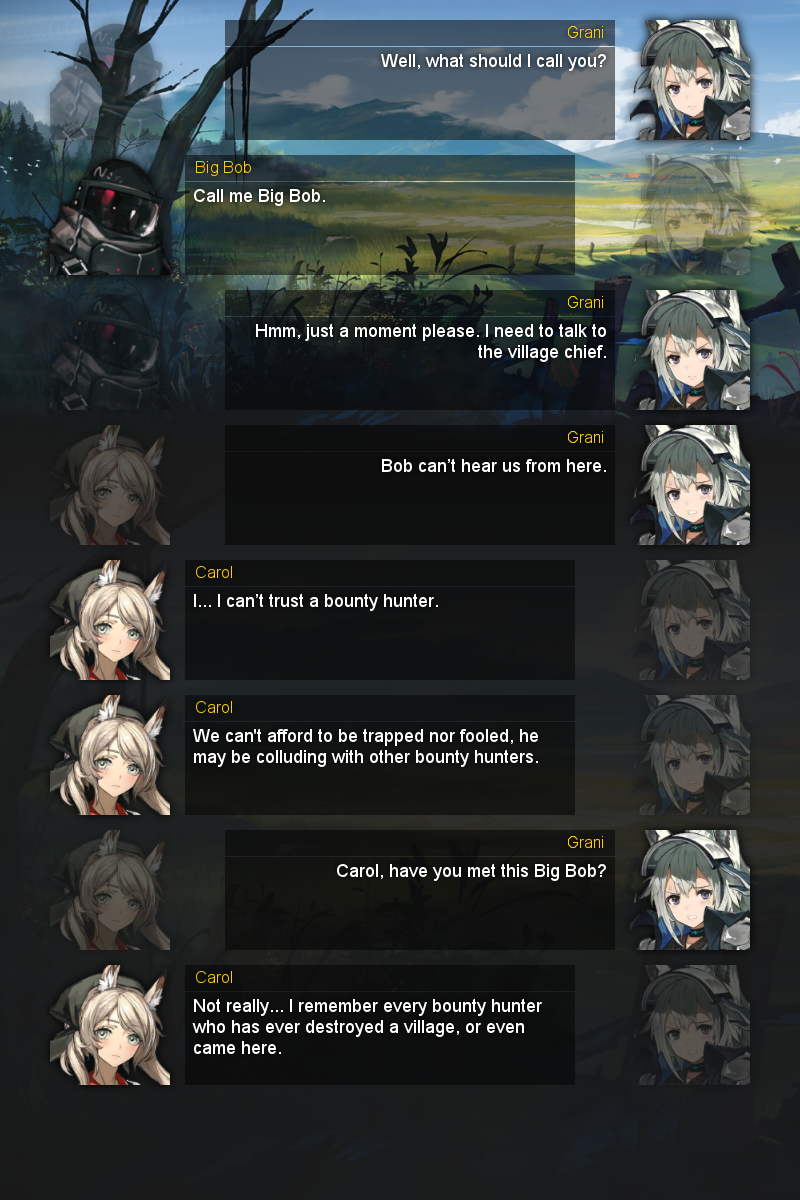 Grani
Well, what should I call you?
Big Bob
Call me Big Bob.
Grani
Hmm, just a moment please. I need to talk to
the village chief.
Grani
Bob can’t hear us from here.
Carol
I... I can’t trust a bounty hunter.
Carol
We can't afford to be trapped nor fooled, he
may be colluding with other bounty hunters.
Grani
Carol, have you met this Big Bob?
Carol
Not really... I remember every bounty hunter
who has ever destroyed a village, or even
came here.